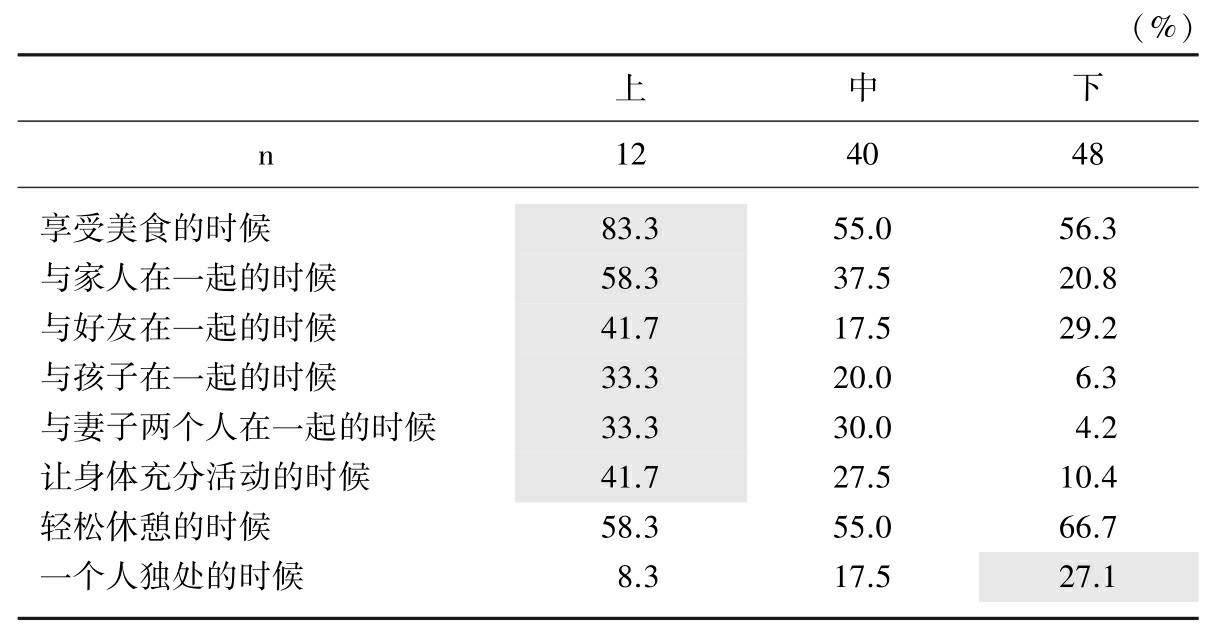 (%)
上 中 下
n 12 40 48
享受美食的时候 83.3 55.0 56.3
与家人在一起的时候 58.3 37.5 20.8
与好友在一起的时候 41.7 17.5 29.2
与孩子在一起的时候 33.3 20.0 6.3
与妻子两个人在一起的时候 33.3 30.0 4.2
让身体充分活动的时候 41.7 27.5 10.4
轻松休憩的时候 58.3 55.0 66.7
一个人独处的时候 8.3 17.5 27.1